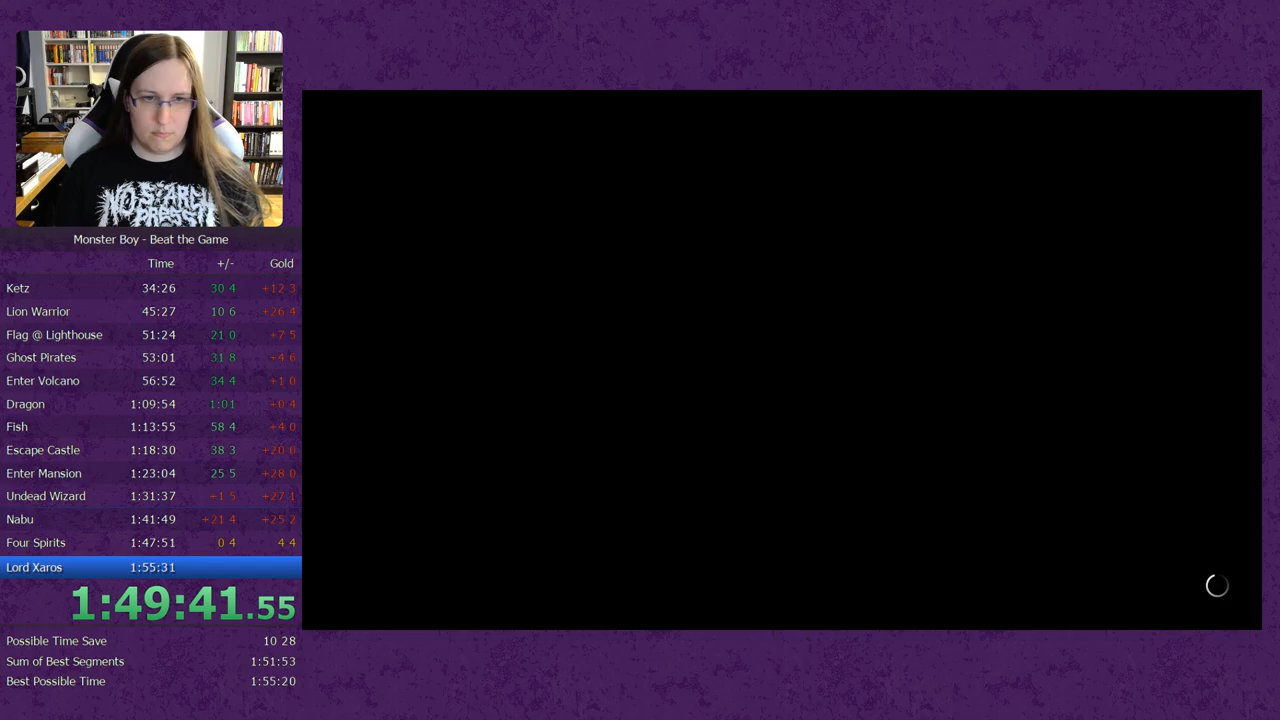 NO STARCH
PRESS
Monster Boy - Beat the Game
Time +/- Gold
Ketz 34:26 30 4 +12 3
Lion Warrior 45:27 10 6 +26 4
Flag @ Lighthouse 51:24 21 0 +7 5
Ghost Pirates 53:01 31 8 +4 6
Enter Volcano 56:52 34 4 +1 0
Dragon 1:09:54 1:01 +0 4
Fish 1:13:55 58 4 +4 0
Escape Castle 1:18:30 38 3 +20 0
Enter Mansion 1:23:04 25 5 +28 0
Undead Wizard 1:31:37 +1 5 +27 1
Nabu 1:41:49 +21 4 +25 2
Four Spirits 1:47:51 0 4 4 4
Lord Xaros 1:55:31
1:49:41.55
Possible Time Save 10 28
Sum of Best Segments 1:51:53
Best Possible Time 1:55:20